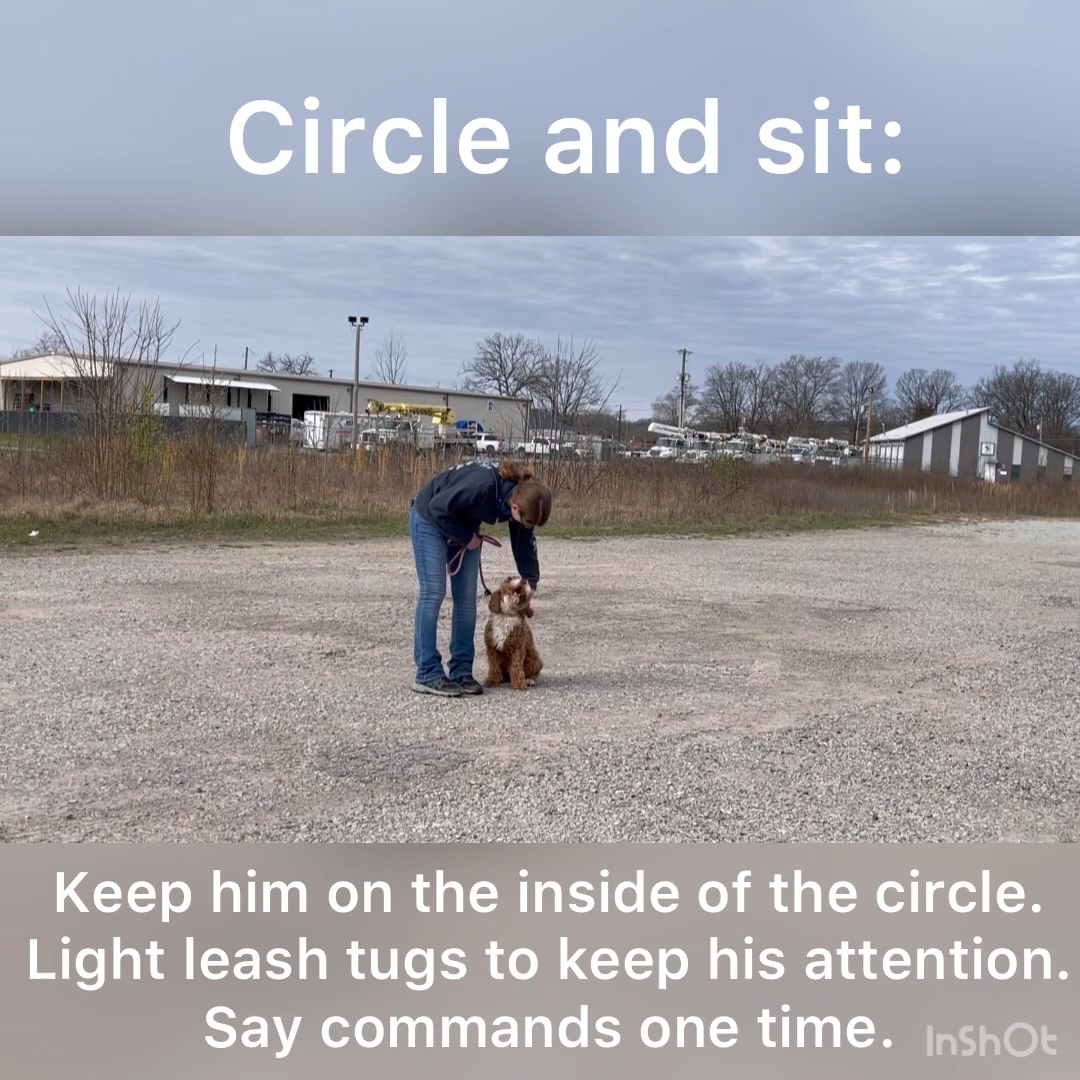 Circle and sit:
Keep him on the inside of the circle.
Light leash tugs to keep his attention.
Say commands one time.
InShOt